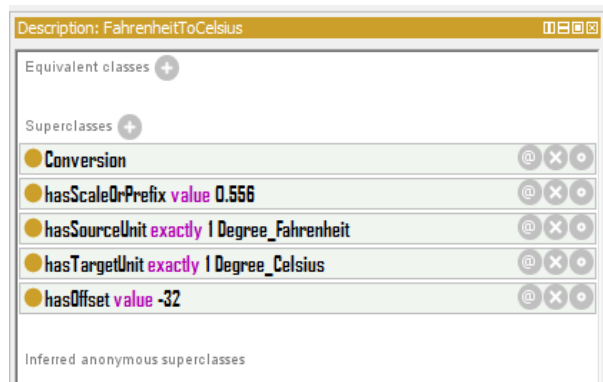 Description: FahrenheitToCelsius
Equivalent classes
Superclasses
Conversion
hasScaleOrPrefix value 0.556
hasSourceUnit exactly 1 Degree_Fahrenheit
hasTargetUnit exactly 1 Degree_Celsius
hasOffset value -32
Inferred anonymous superclasses